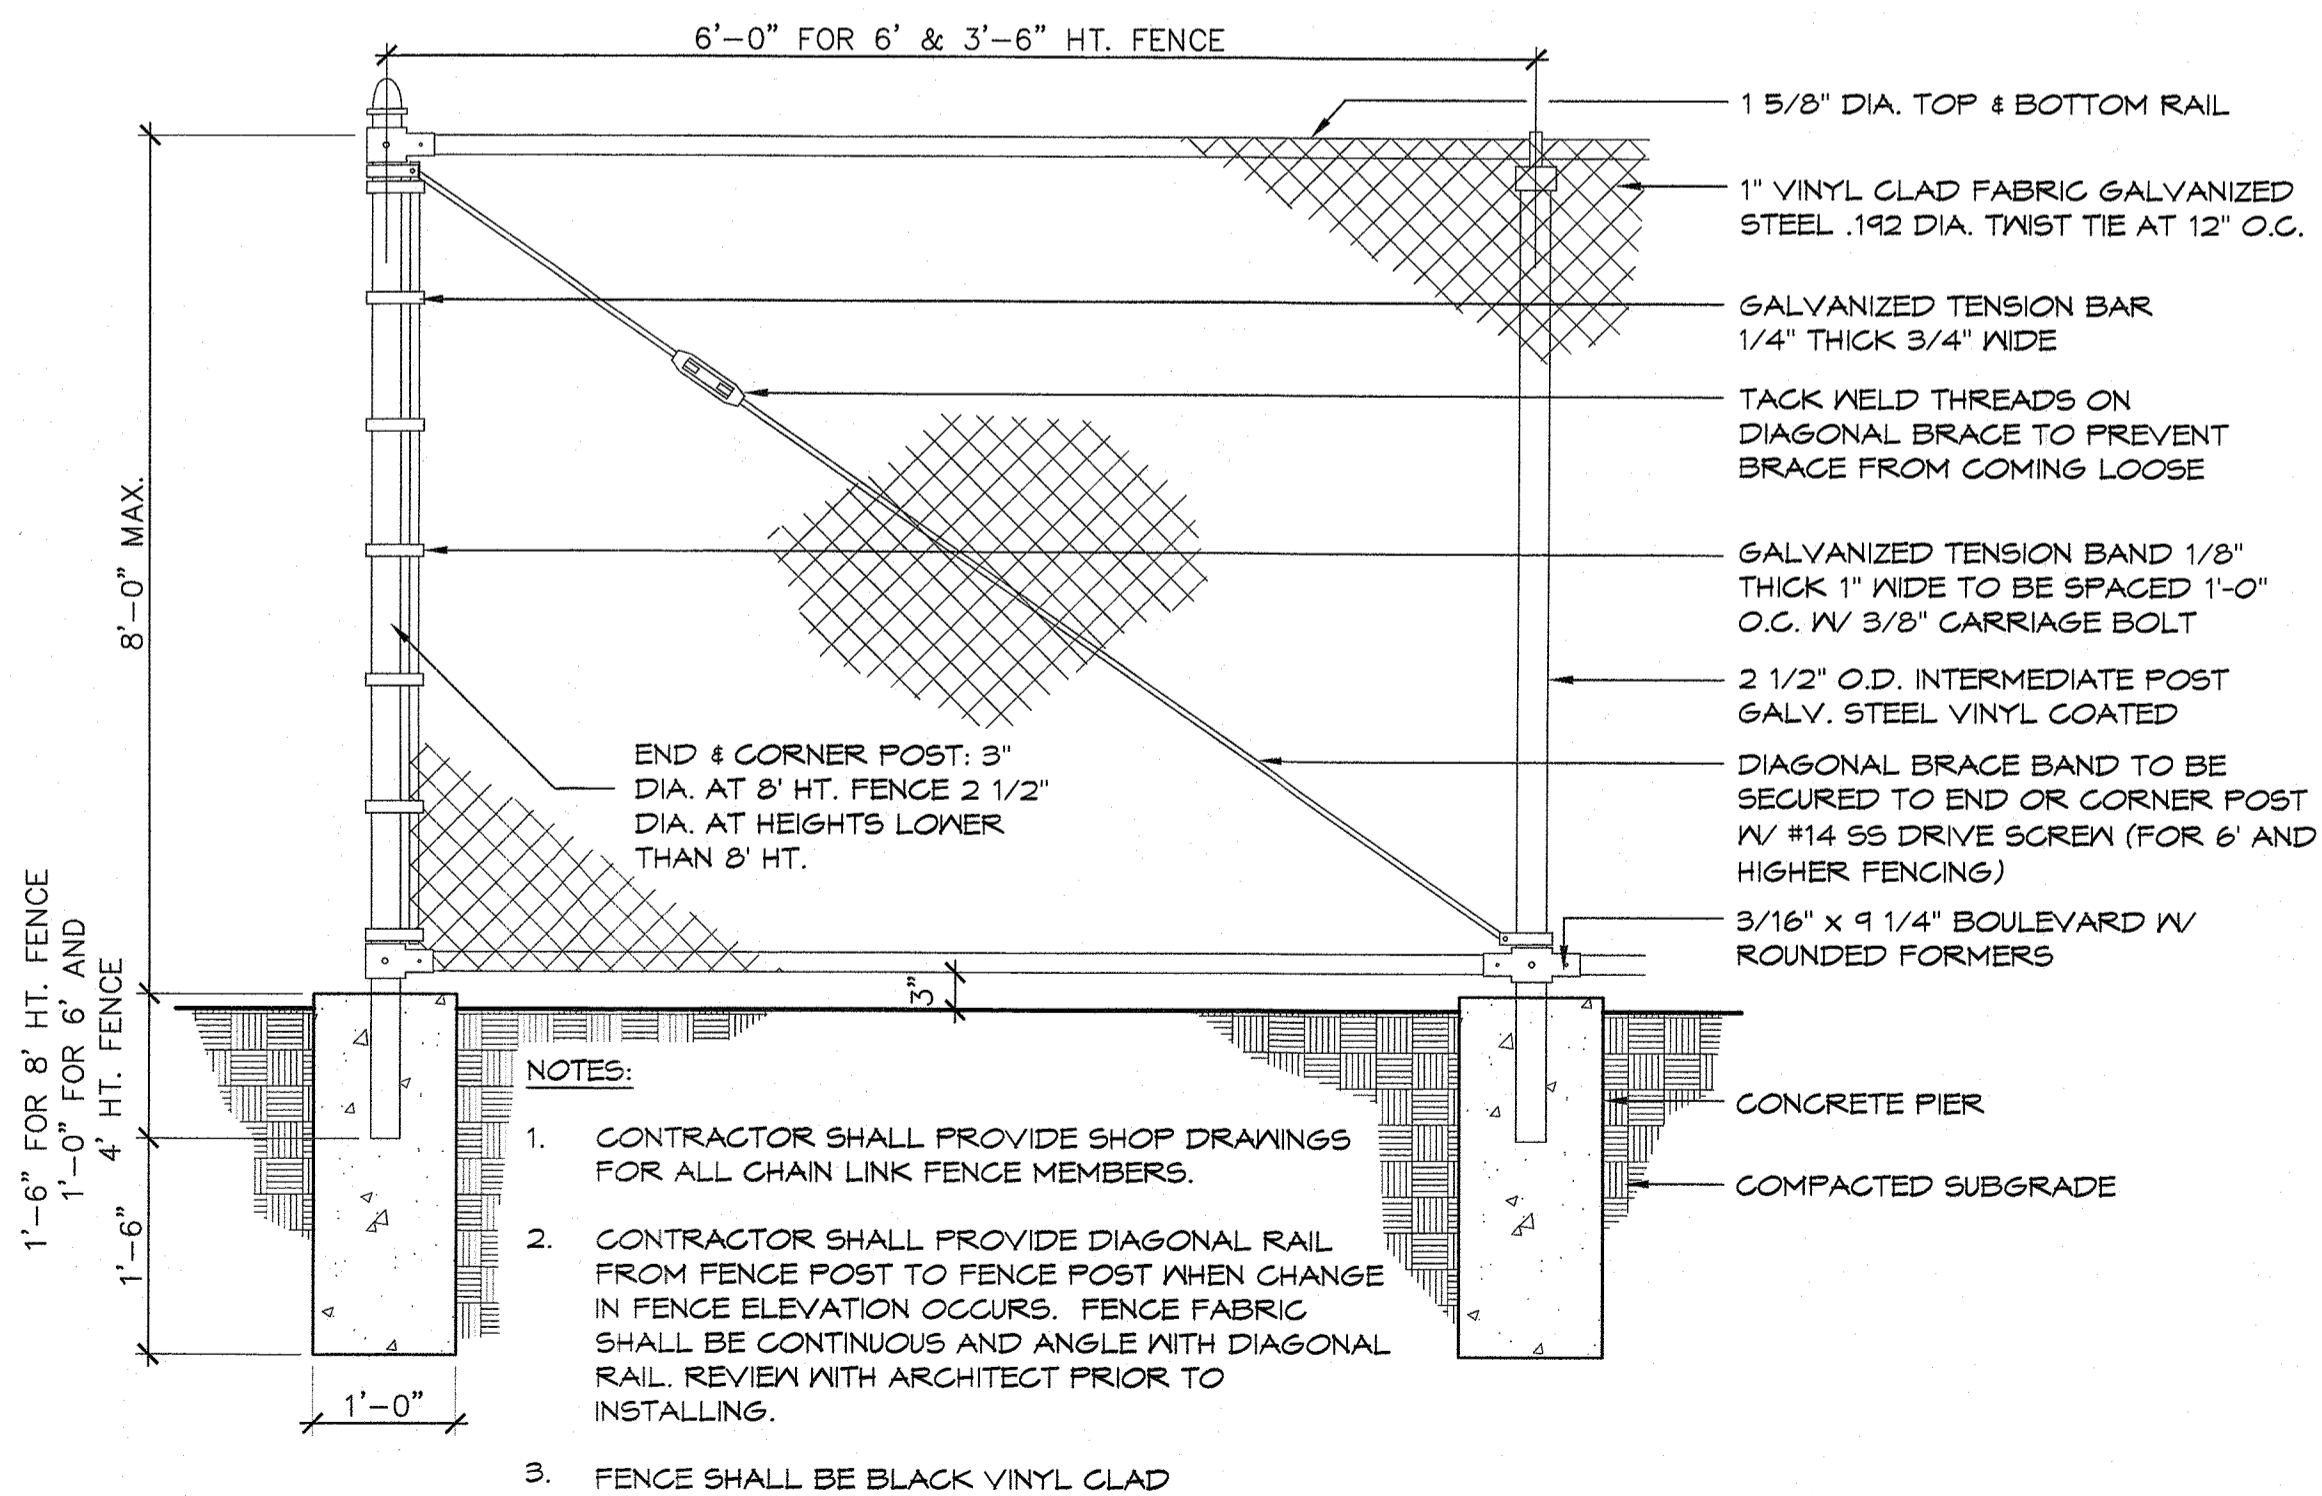 6'-0" FOR 6' & 3'-6" HT. FENCE
1 5/8" DIA. TOP & BOTTOM RAIL
1" VINYL CLAD FABRIC GALVANIZED
STEEL .192 DIA. TWIST TIE AT 12" O.C.
GALVANIZED TENSION BAR
1/4" THICK 3/4" WIDE
TACK WELD THREADS ON
DIAGONAL BRACE TO PREVENT
BRACE FROM COMING LOOSE
GALVANIZED TENSION BAND 1/8"
THICK 1" WIDE TO BE SPACED 1'-0"
O.C. W/ 3/8" CARRIAGE BOLT
2 1/2" O.D. INTERMEDIATE POST
GALV. STEEL VINYL COATED
DIAGONAL BRACE BAND TO BE
SECURED TO END OR CORNER POST
W/ #14 SS DRIVE SCREW (FOR 6' AND
HIGHER FENCING)
3/16" x 9 1/4" BOULEVARD W/
ROUNDED FORMERS
CONCRETE PIER
COMPACTED SUBGRADE
8'-0" MAX.
END & CORNER POST: 3"
DIA. AT 8' HT. FENCE 2 1/2"
DIA. AT HEIGHTS LOWER
THAN 8' HT.
3"
1'-6" FOR 8' HT. FENCE
1'-0" FOR 6' AND
4' HT. FENCE
1'-6"
1'-0"
NOTES:
1. CONTRACTOR SHALL PROVIDE SHOP DRAWINGS
FOR ALL CHAIN LINK FENCE MEMBERS.
2. CONTRACTOR SHALL PROVIDE DIAGONAL RAIL
FROM FENCE POST TO FENCE POST WHEN CHANGE
IN FENCE ELEVATION OCCURS. FENCE FABRIC
SHALL BE CONTINUOUS AND ANGLE WITH DIAGONAL
RAIL. REVIEW WITH ARCHITECT PRIOR TO
INSTALLING.
3. FENCE SHALL BE BLACK VINYL CLAD